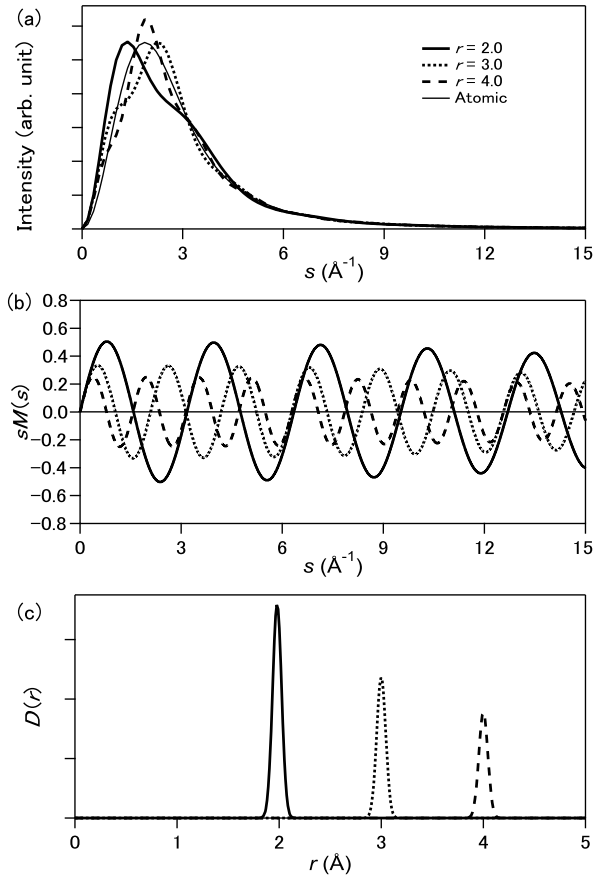 (a)
Intensity (arb. unit)
r = 2.0
r = 3.0
r = 4.0
Atomic
0 3 6 9 12 15
s (Å⁻¹)
(b)
sM(s)
0.8
0.6
0.4
0.2
0.0
−0.2
−0.4
−0.6
−0.8
0 3 6 9 12 15
s (Å⁻¹)
(c)
D(r)
0 1 2 3 4 5
r (Å)